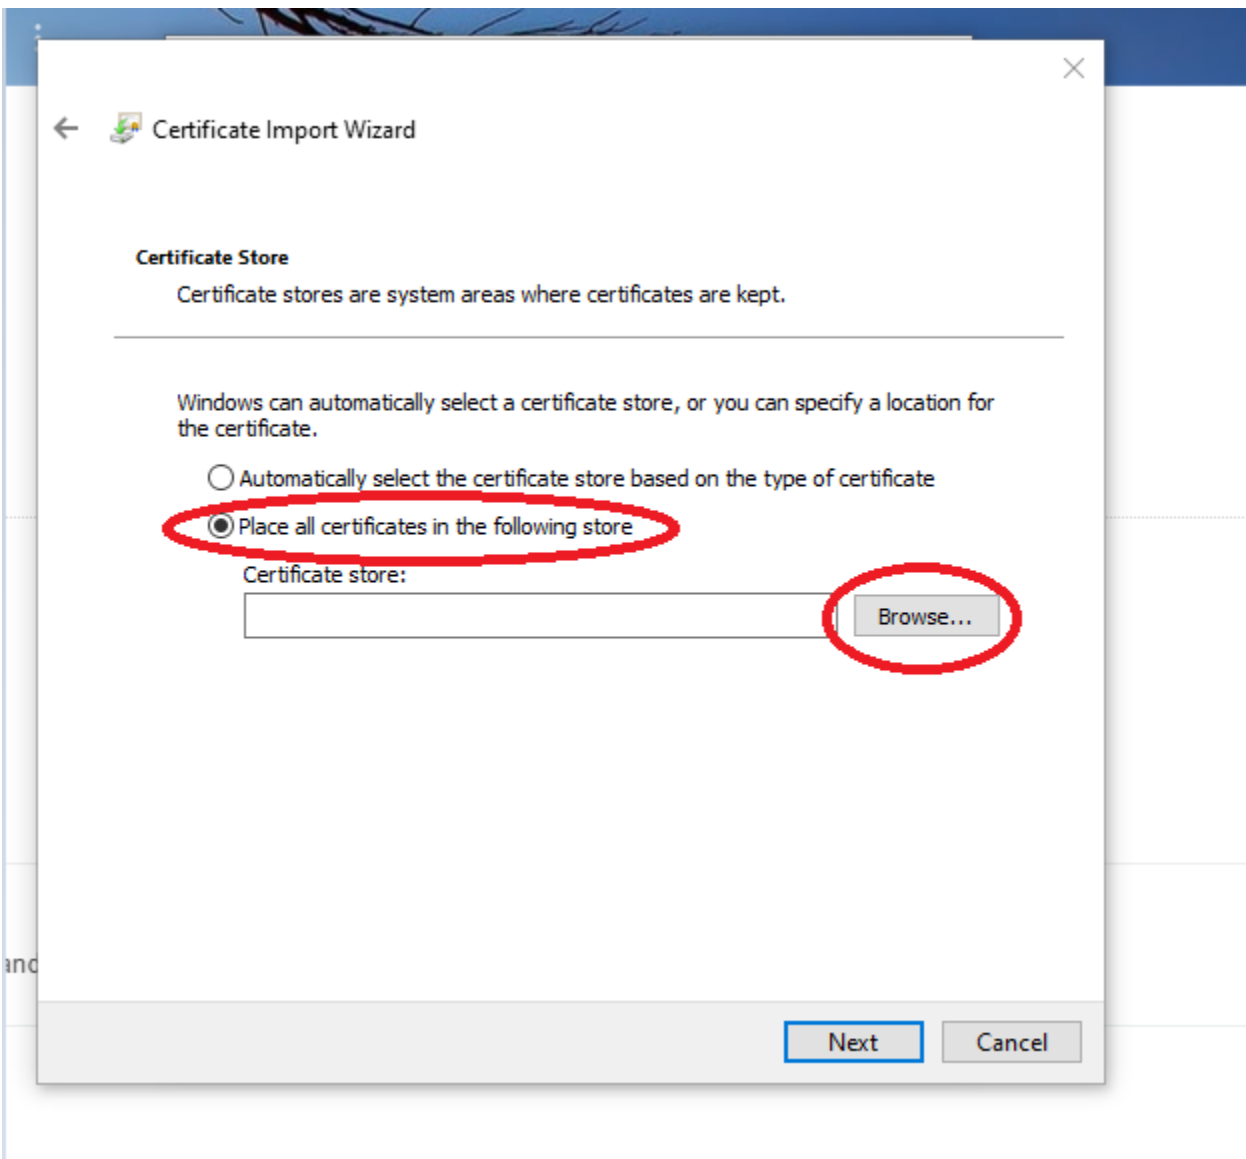 Certificate Import Wizard
Certificate Store
Certificate stores are system areas where certificates are kept.
Windows can automatically select a certificate store, or you can specify a location for
the certificate.
Automatically select the certificate store based on the type of certificate
Place all certificates in the following store
Certificate store:
Browse...
and
Next
Cancel